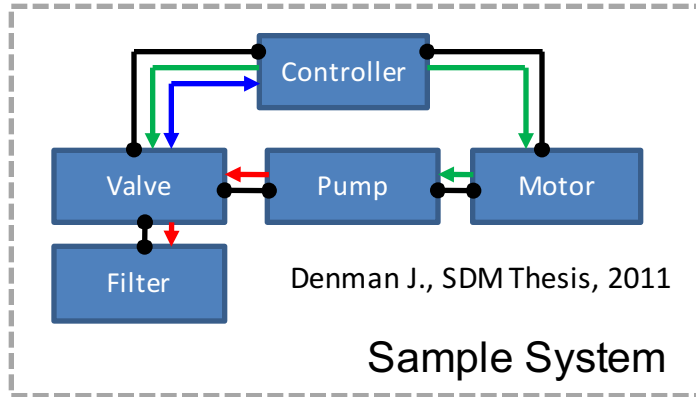 Controller
Valve
Pump
Motor
Filter
Denman J., SDM Thesis, 2011
Sample System